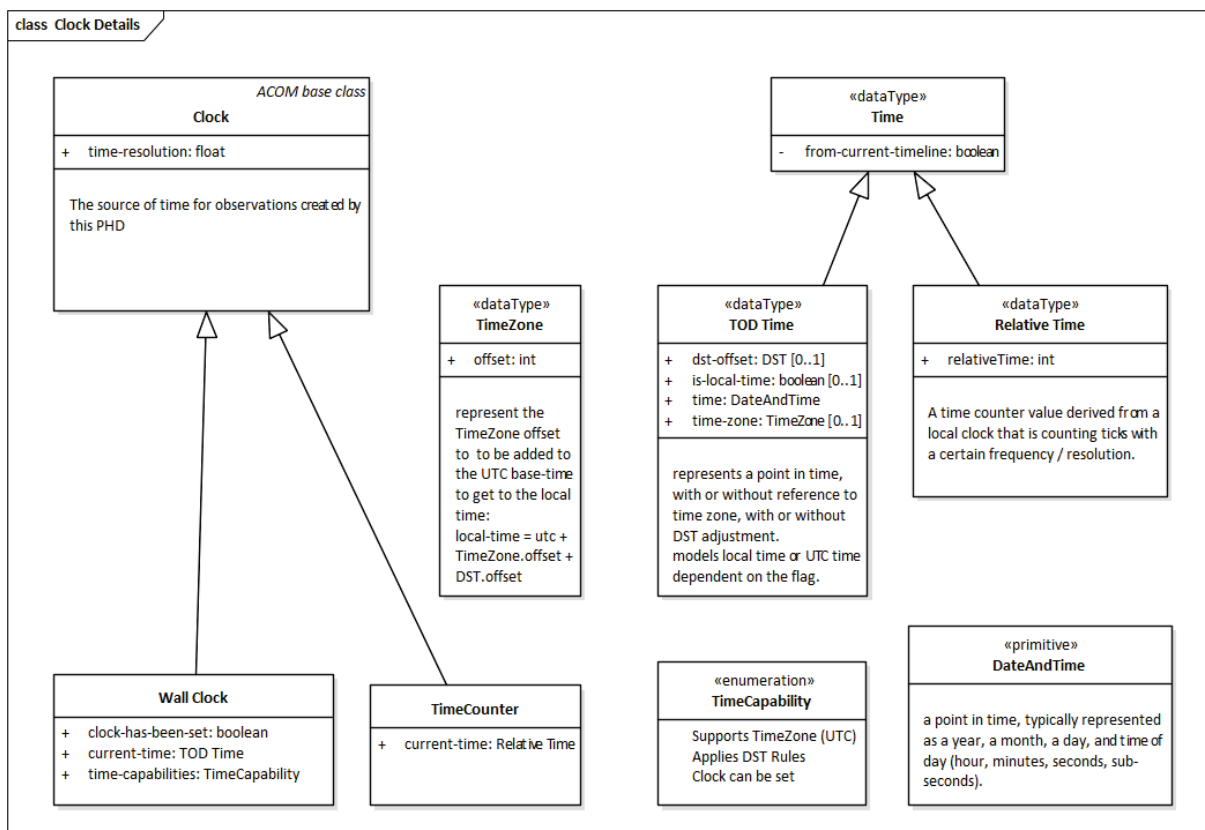 class Clock Details
ACOM base class
Clock
+ time-resolution: float
The source of time for observations created by
this PHD
«dataType»
Time
- from-current-timeline: boolean
«dataType»
TimeZone
+ offset: int
represent the
TimeZone offset
to to be added to
the UTC base-time
to get to the local
time:
local-time = utc +
TimeZone.offset +
DST.offset
«dataType»
TOD Time
+ dst-offset: DST [0..1]
+ is-local-time: boolean [0..1]
+ time: DateAndTime
+ time-zone: TimeZone [0..1]
represents a point in time,
with or without reference to
time zone, with or without
DST adjustment.
models local time or UTC time
dependent on the flag.
«dataType»
Relative Time
+ relativeTime: int
A time counter value derived from a
local clock that is counting ticks with
a certain frequency / resolution.
Wall Clock
+ clock-has-been-set: boolean
+ current-time: TOD Time
+ time-capabilities: TimeCapability
TimeCounter
+ current-time: Relative Time
«enumeration»
TimeCapability
Supports TimeZone (UTC)
Applies DST Rules
Clock can be set
«primitive»
DateAndTime
a point in time, typically represented
as a year, a month, a day, and time of
day (hour, minutes, seconds, sub-
seconds).